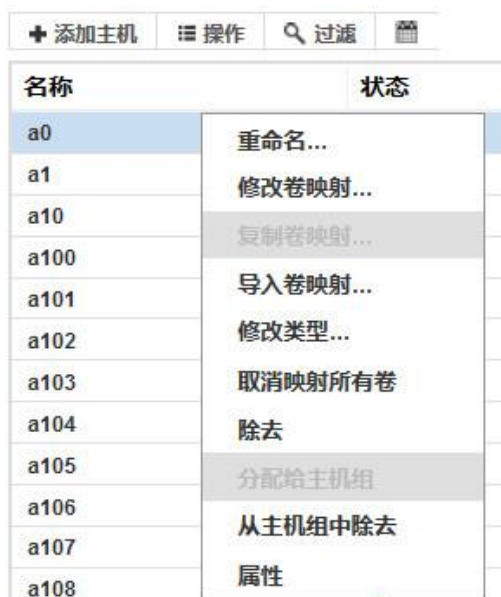 添加主机 操作 过滤
名称 状态
a0
a1
a10
a100
a101
a102
a103
a104
a105
a106
a107
a108
重命名...
修改卷映射...
复制卷映射...
导入卷映射...
修改类型...
取消映射所有卷
除去
分配给主机组
从主机组中除去
属性